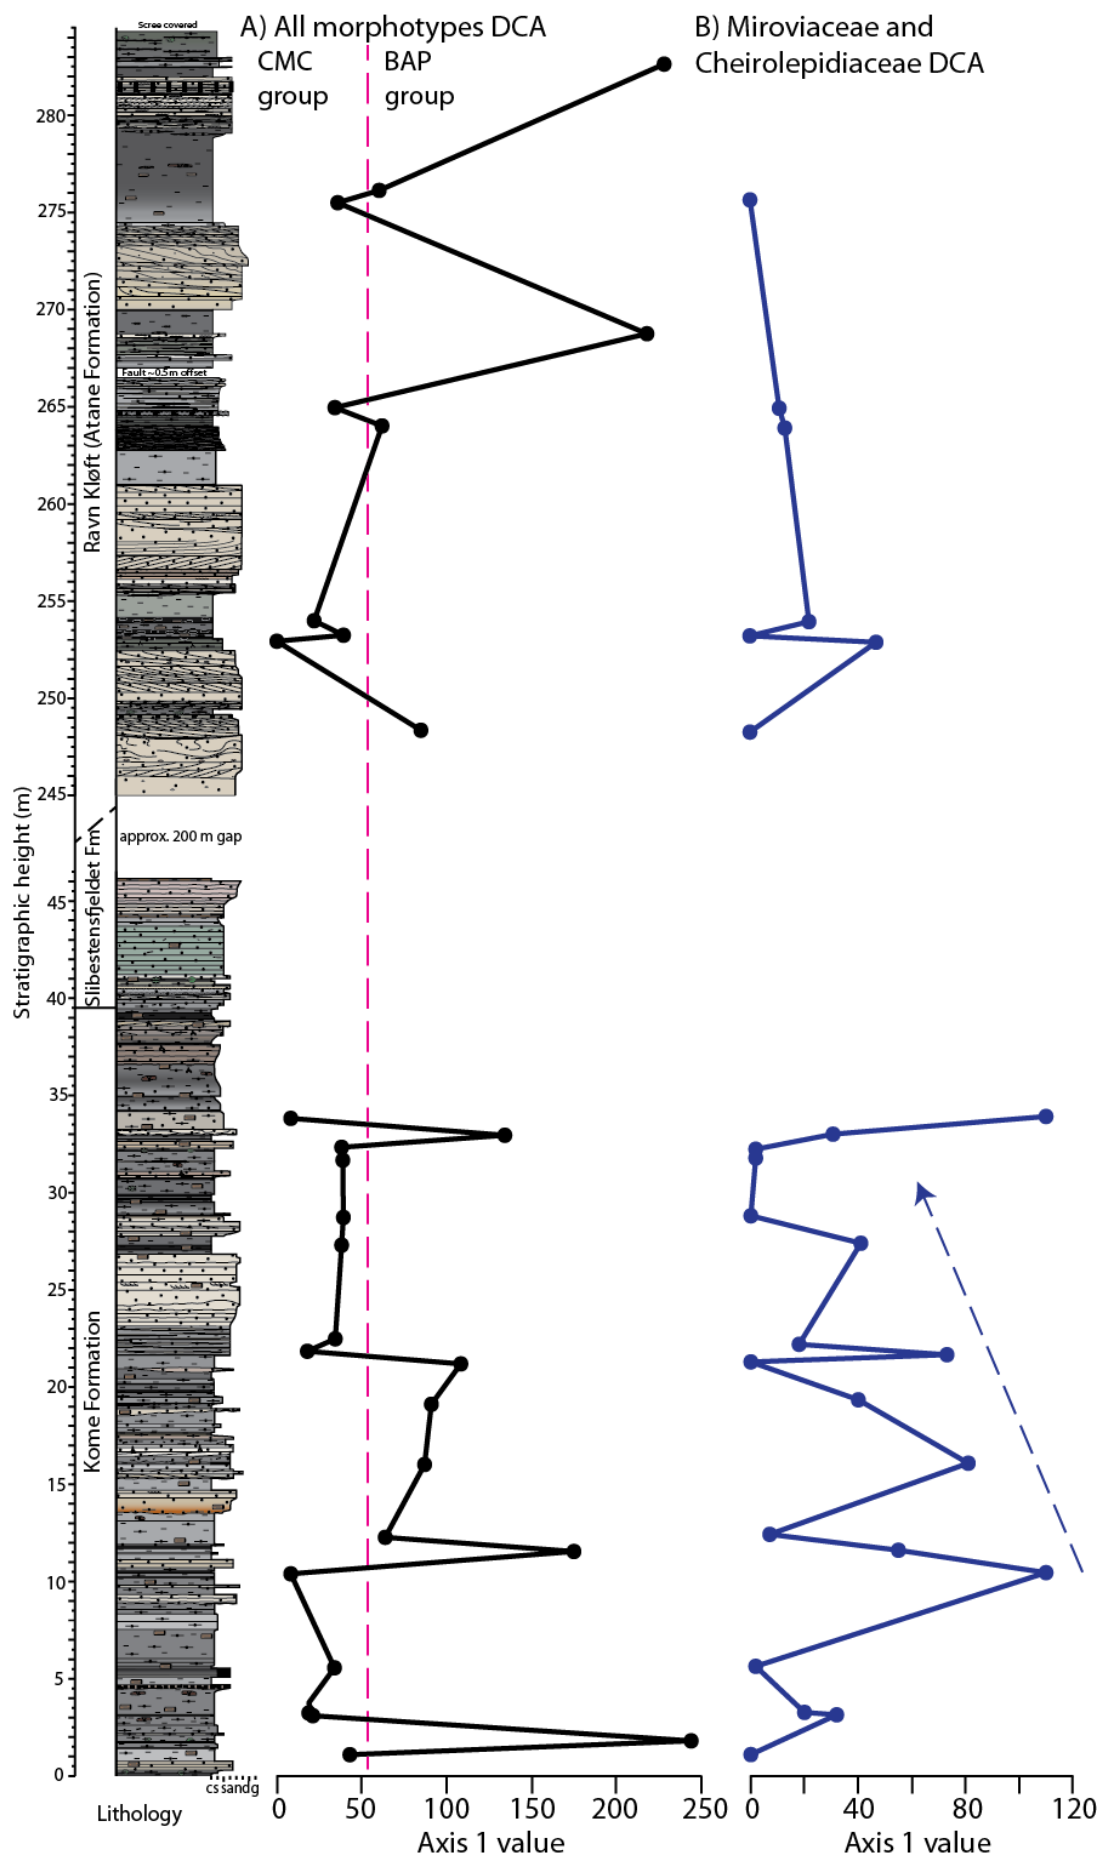 Scree covered
A) All morphotypes DCA
CMC
group
BAP
group
B) Miroviaceae and
Cheirolepidiaceae DCA
280
275
270
265
260
255
250
245
Fault ~0.5m offset
Ravn Kløft (Atane Formation)
approx. 200 m gap
Stratigraphic height (m)
Slibestensfjeldet Fm
45
40
35
30
25
20
15
10
5
0
Kome Formation
cssandg
Lithology
0 50 100 150 200 250
Axis 1 value
0 40 80 120
Axis 1 value